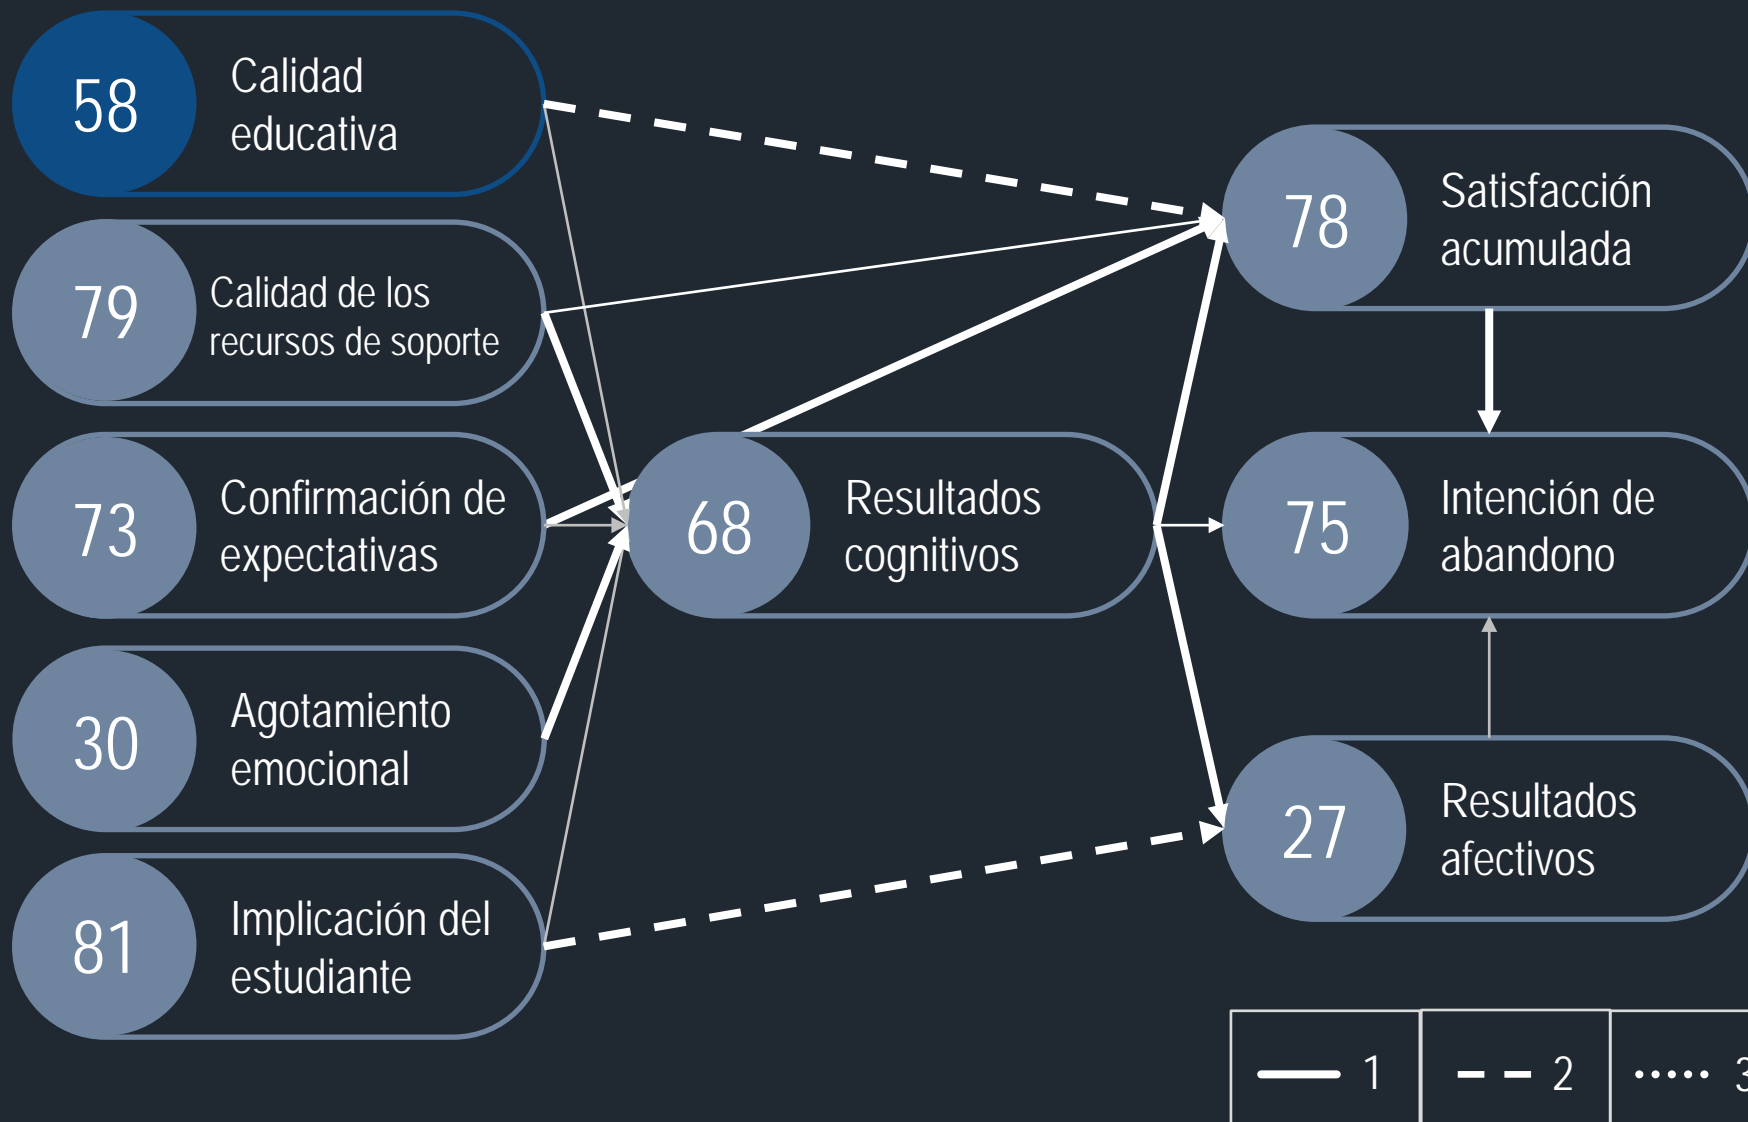 58
Calidad
educativa
79
Calidad de los
recursos de soporte
73
Confirmación de
expectativas
30
Agotamiento
emocional
81
Implicación del
estudiante
68
Resultados
cognitivos
78
Satisfacción
acumulada
75
Intención de
abandono
27
Resultados
afectivos
1
2
3